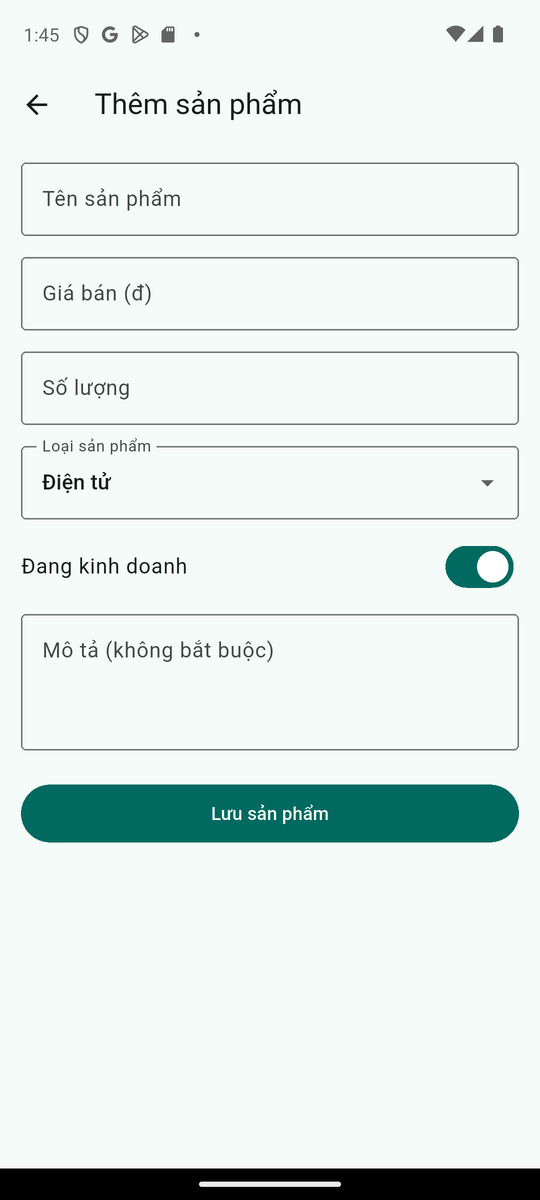 1:45
Thêm sản phẩm
Tên sản phẩm
Giá bán (đ)
Số lượng
Loại sản phẩm
Điện tử
Đang kinh doanh
Mô tả (không bắt buộc)
Lưu sản phẩm